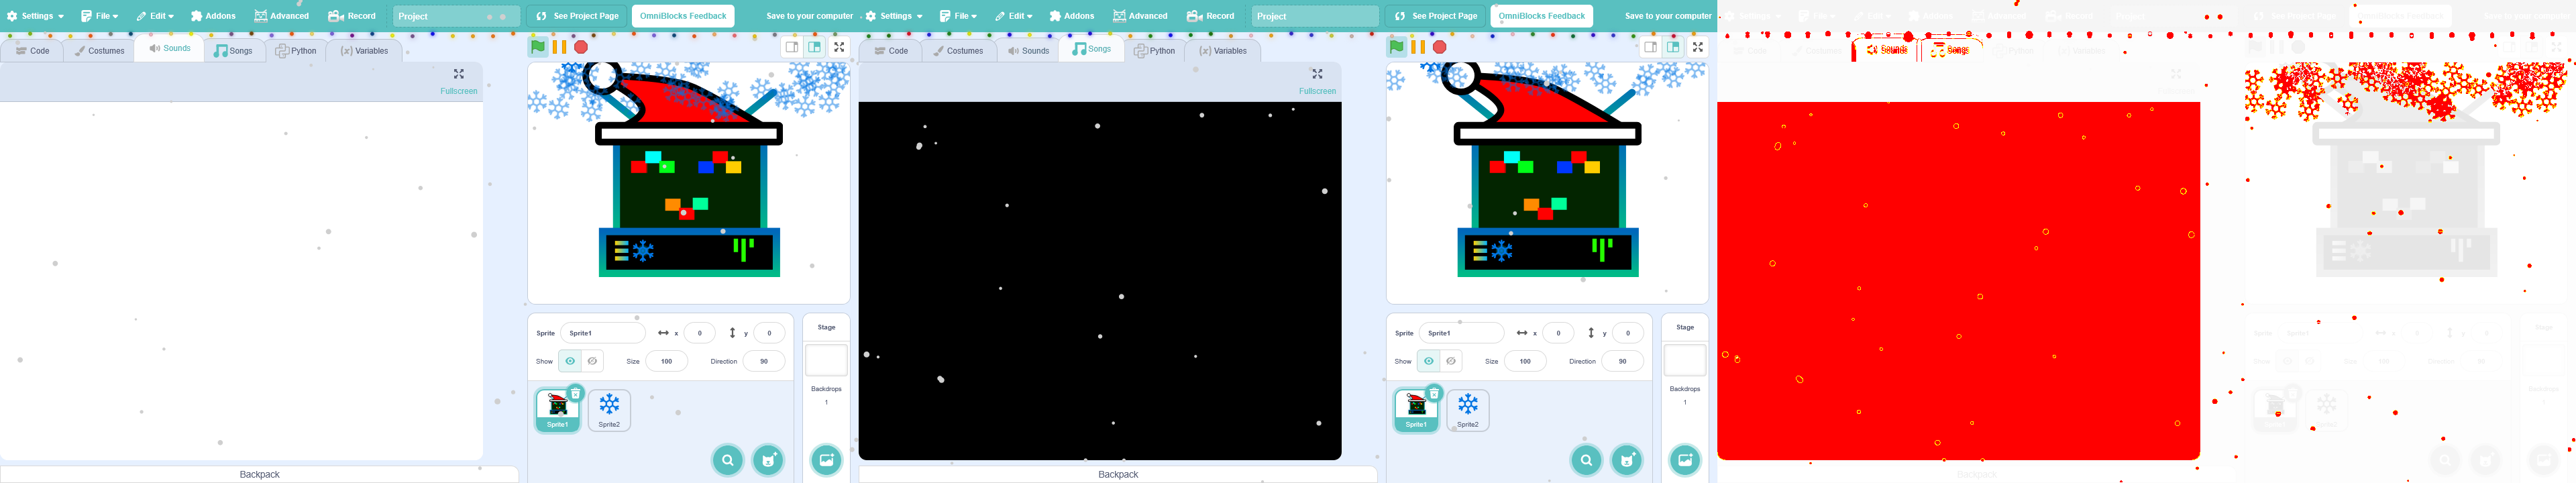 Settings File Edit Addons Advanced Record Project See Project Page OmniBlocks Feedback Save to your computer
Code Costumes Sounds Songs Python Variables
Fullscreen
Sprite Sprite1 x 0 y 0
Show Size 100 Direction 90
Stage
Backdrops
1
Sprite1 Sprite2
Backpack
Settings File Edit Addons Advanced Record Project See Project Page OmniBlocks Feedback Save to your computer
Code Costumes Sounds Songs Python Variables
Fullscreen
Sprite Sprite1 x 0 y 0
Show Size 100 Direction 90
Stage
Backdrops
1
Sprite1 Sprite2
Backpack
Sounds Songs
Backpack